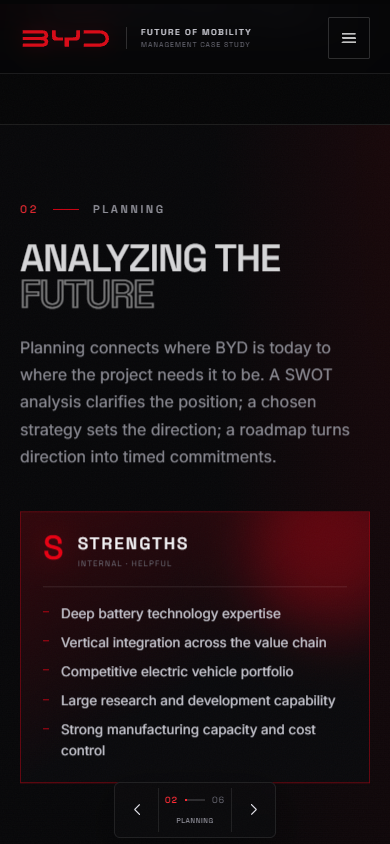 BYD
FUTURE OF MOBILITY
MANAGEMENT CASE STUDY
02 — PLANNING
ANALYZING THE
FUTURE
Planning connects where BYD is today to
where the project needs it to be. A SWOT
analysis clarifies the position; a chosen
strategy sets the direction; a roadmap turns
direction into timed commitments.
S STRENGTHS
INTERNAL · HELPFUL
– Deep battery technology expertise
– Vertical integration across the value chain
– Competitive electric vehicle portfolio
– Large research and development capability
– Strong manufacturing capacity and cost
control
02 06
PLANNING